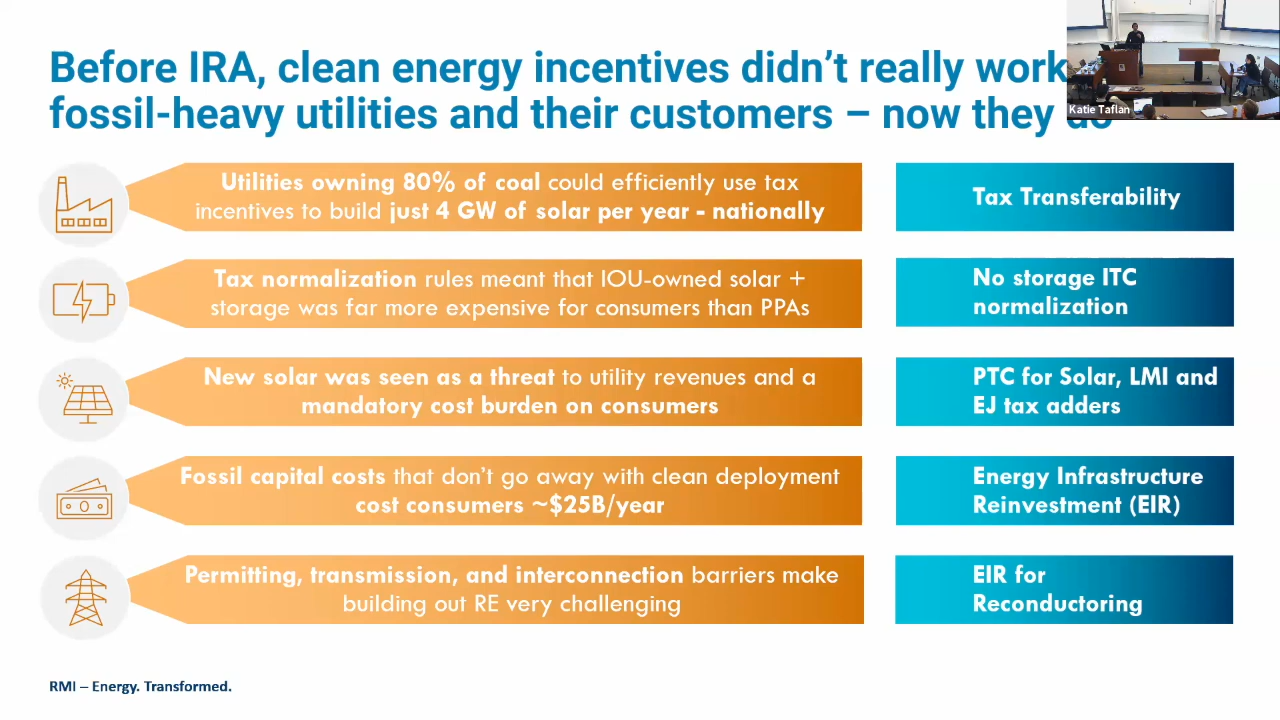 Before IRA, clean energy incentives didn't really work
fossil-heavy utilities and their customers – now they do
Katie Taflan
Utilities owning 80% of coal could efficiently use tax
incentives to build just 4 GW of solar per year - nationally
Tax Transferability
Tax normalization rules meant that IOU-owned solar +
storage was far more expensive for consumers than PPAs
No storage ITC
normalization
New solar was seen as a threat to utility revenues and a
mandatory cost burden on consumers
PTC for Solar, LMI and
EJ tax adders
Fossil capital costs that don't go away with clean deployment
cost consumers ~$25B/year
Energy Infrastructure
Reinvestment (EIR)
Permitting, transmission, and interconnection barriers make
building out RE very challenging
EIR for
Reconductoring
RMI – Energy. Transformed.